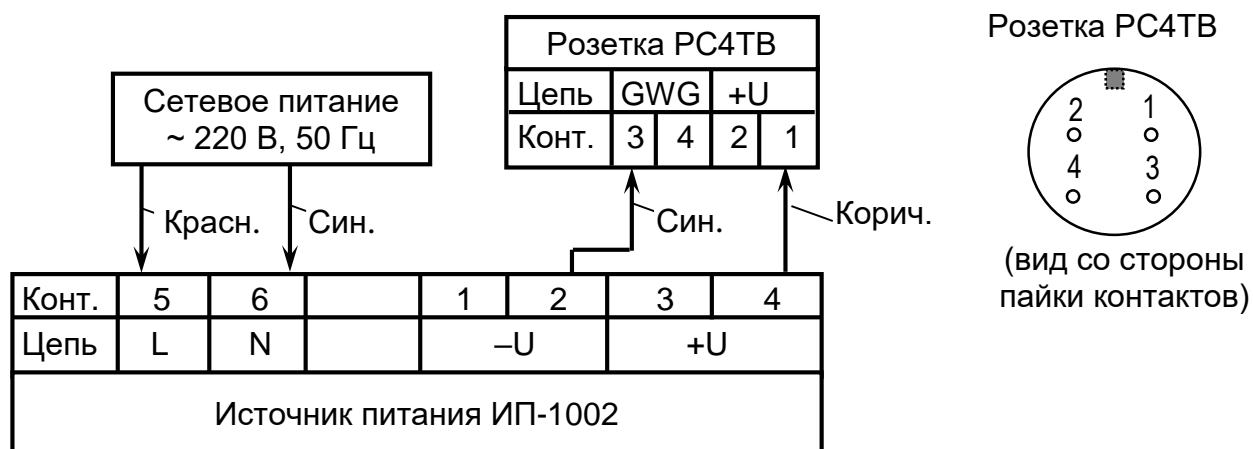 Розетка РС4ТВ
Цепь GWG +U
Конт. 3 4 2 1
Сетевое питание
~ 220 В, 50 Гц
Красн. Син. Син. Корич.
Конт. 5 6 1 2 3 4
Цепь L N –U +U
Источник питания ИП-1002
Розетка РС4ТВ
2 1
4 3
(вид со стороны
пайки контактов)